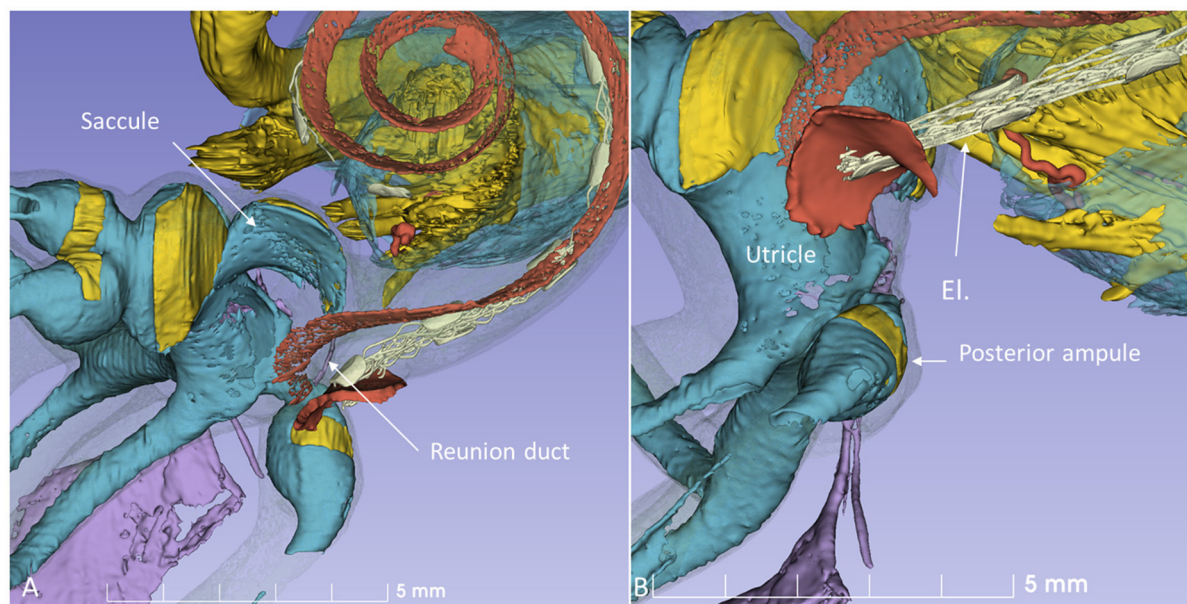 Saccule
Reunion duct
A
5 mm
Utricle
El.
Posterior ampule
B
5 mm